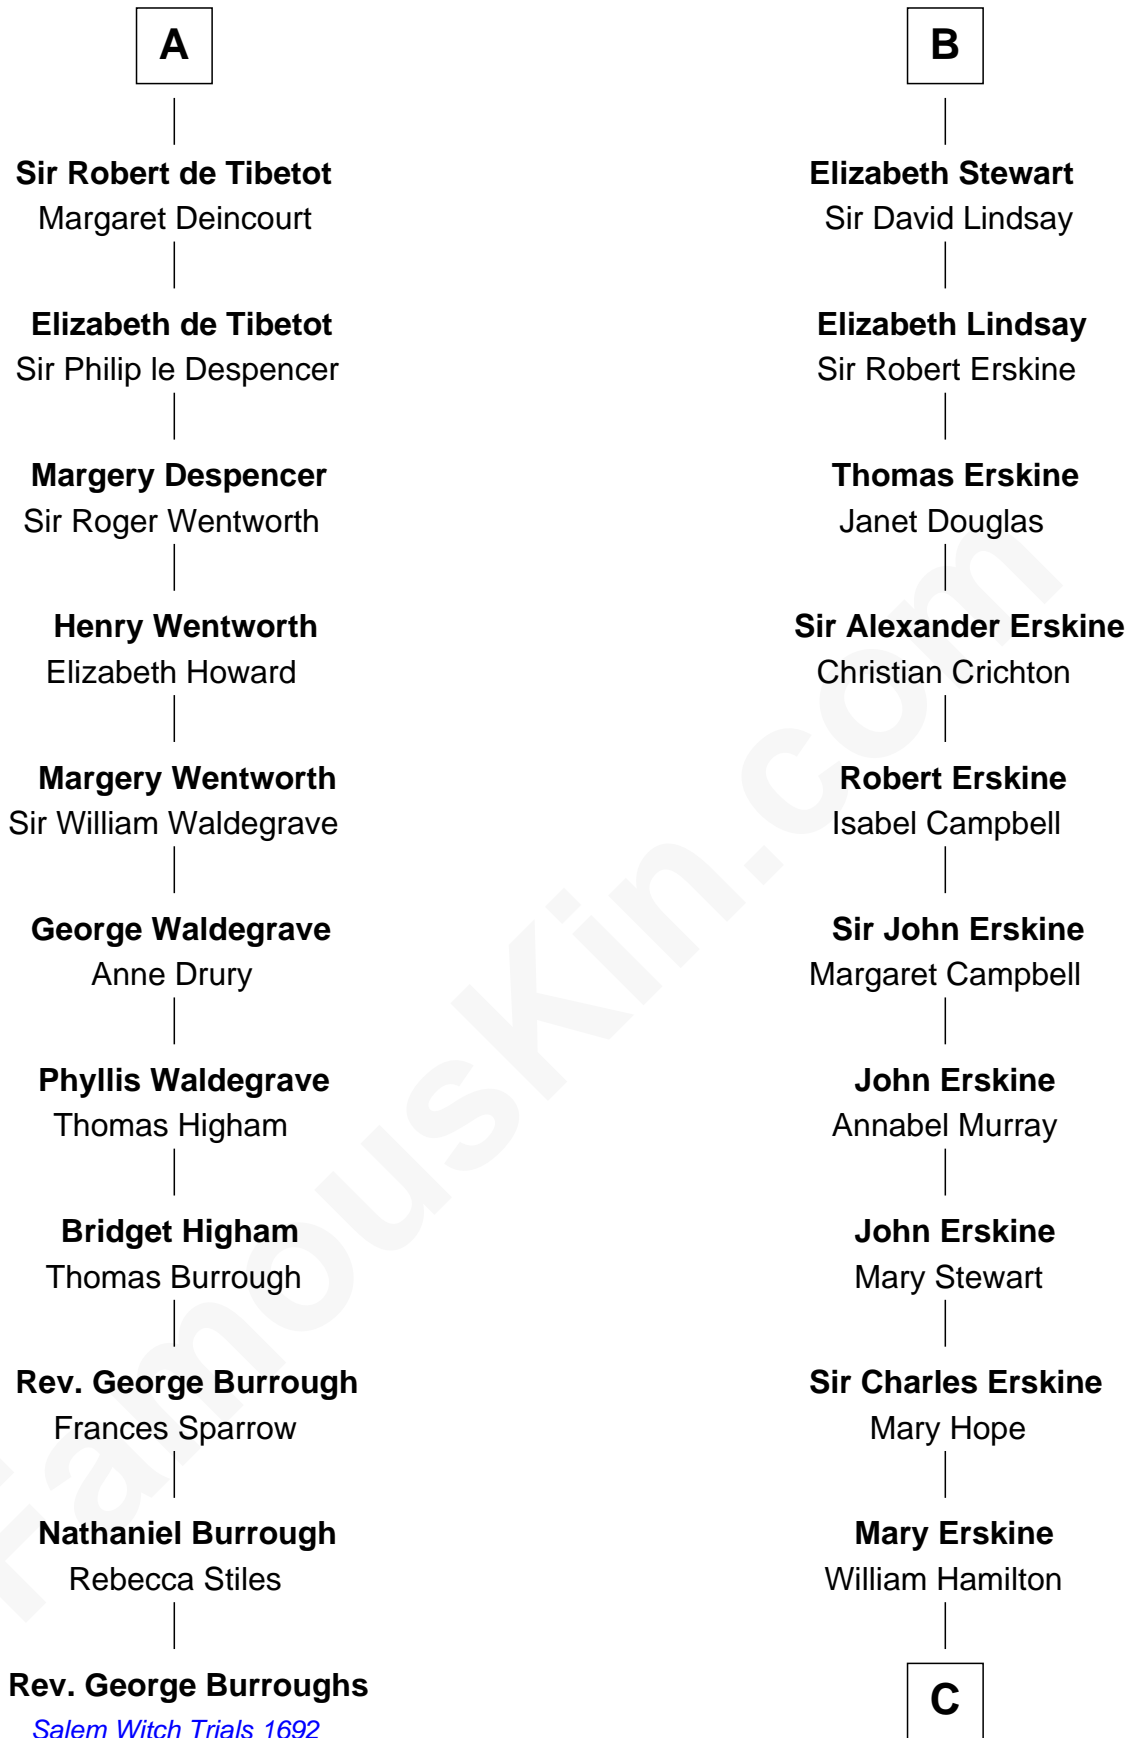 A
Sir Robert de Tibetot
Margaret Deincourt
Elizabeth de Tibetot
Sir Philip le Despencer
Margery Despencer
Sir Roger Wentworth
Henry Wentworth
Elizabeth Howard
Margery Wentworth
Sir William Waldegrave
George Waldegrave
Anne Drury
Phyllis Waldegrave
Thomas Higham
Bridget Higham
Thomas Burrough
Rev. George Burrough
Frances Sparrow
Nathaniel Burrough
Rebecca Stiles
Rev. George Burroughs
Salem Witch Trials 1692
B
Elizabeth Stewart
Sir David Lindsay
Elizabeth Lindsay
Sir Robert Erskine
Thomas Erskine
Janet Douglas
Sir Alexander Erskine
Christian Crichton
Robert Erskine
Isabel Campbell
Sir John Erskine
Margaret Campbell
John Erskine
Annabel Murray
John Erskine
Mary Stewart
Sir Charles Erskine
Mary Hope
Mary Erskine
William Hamilton
C
FamousKin.com